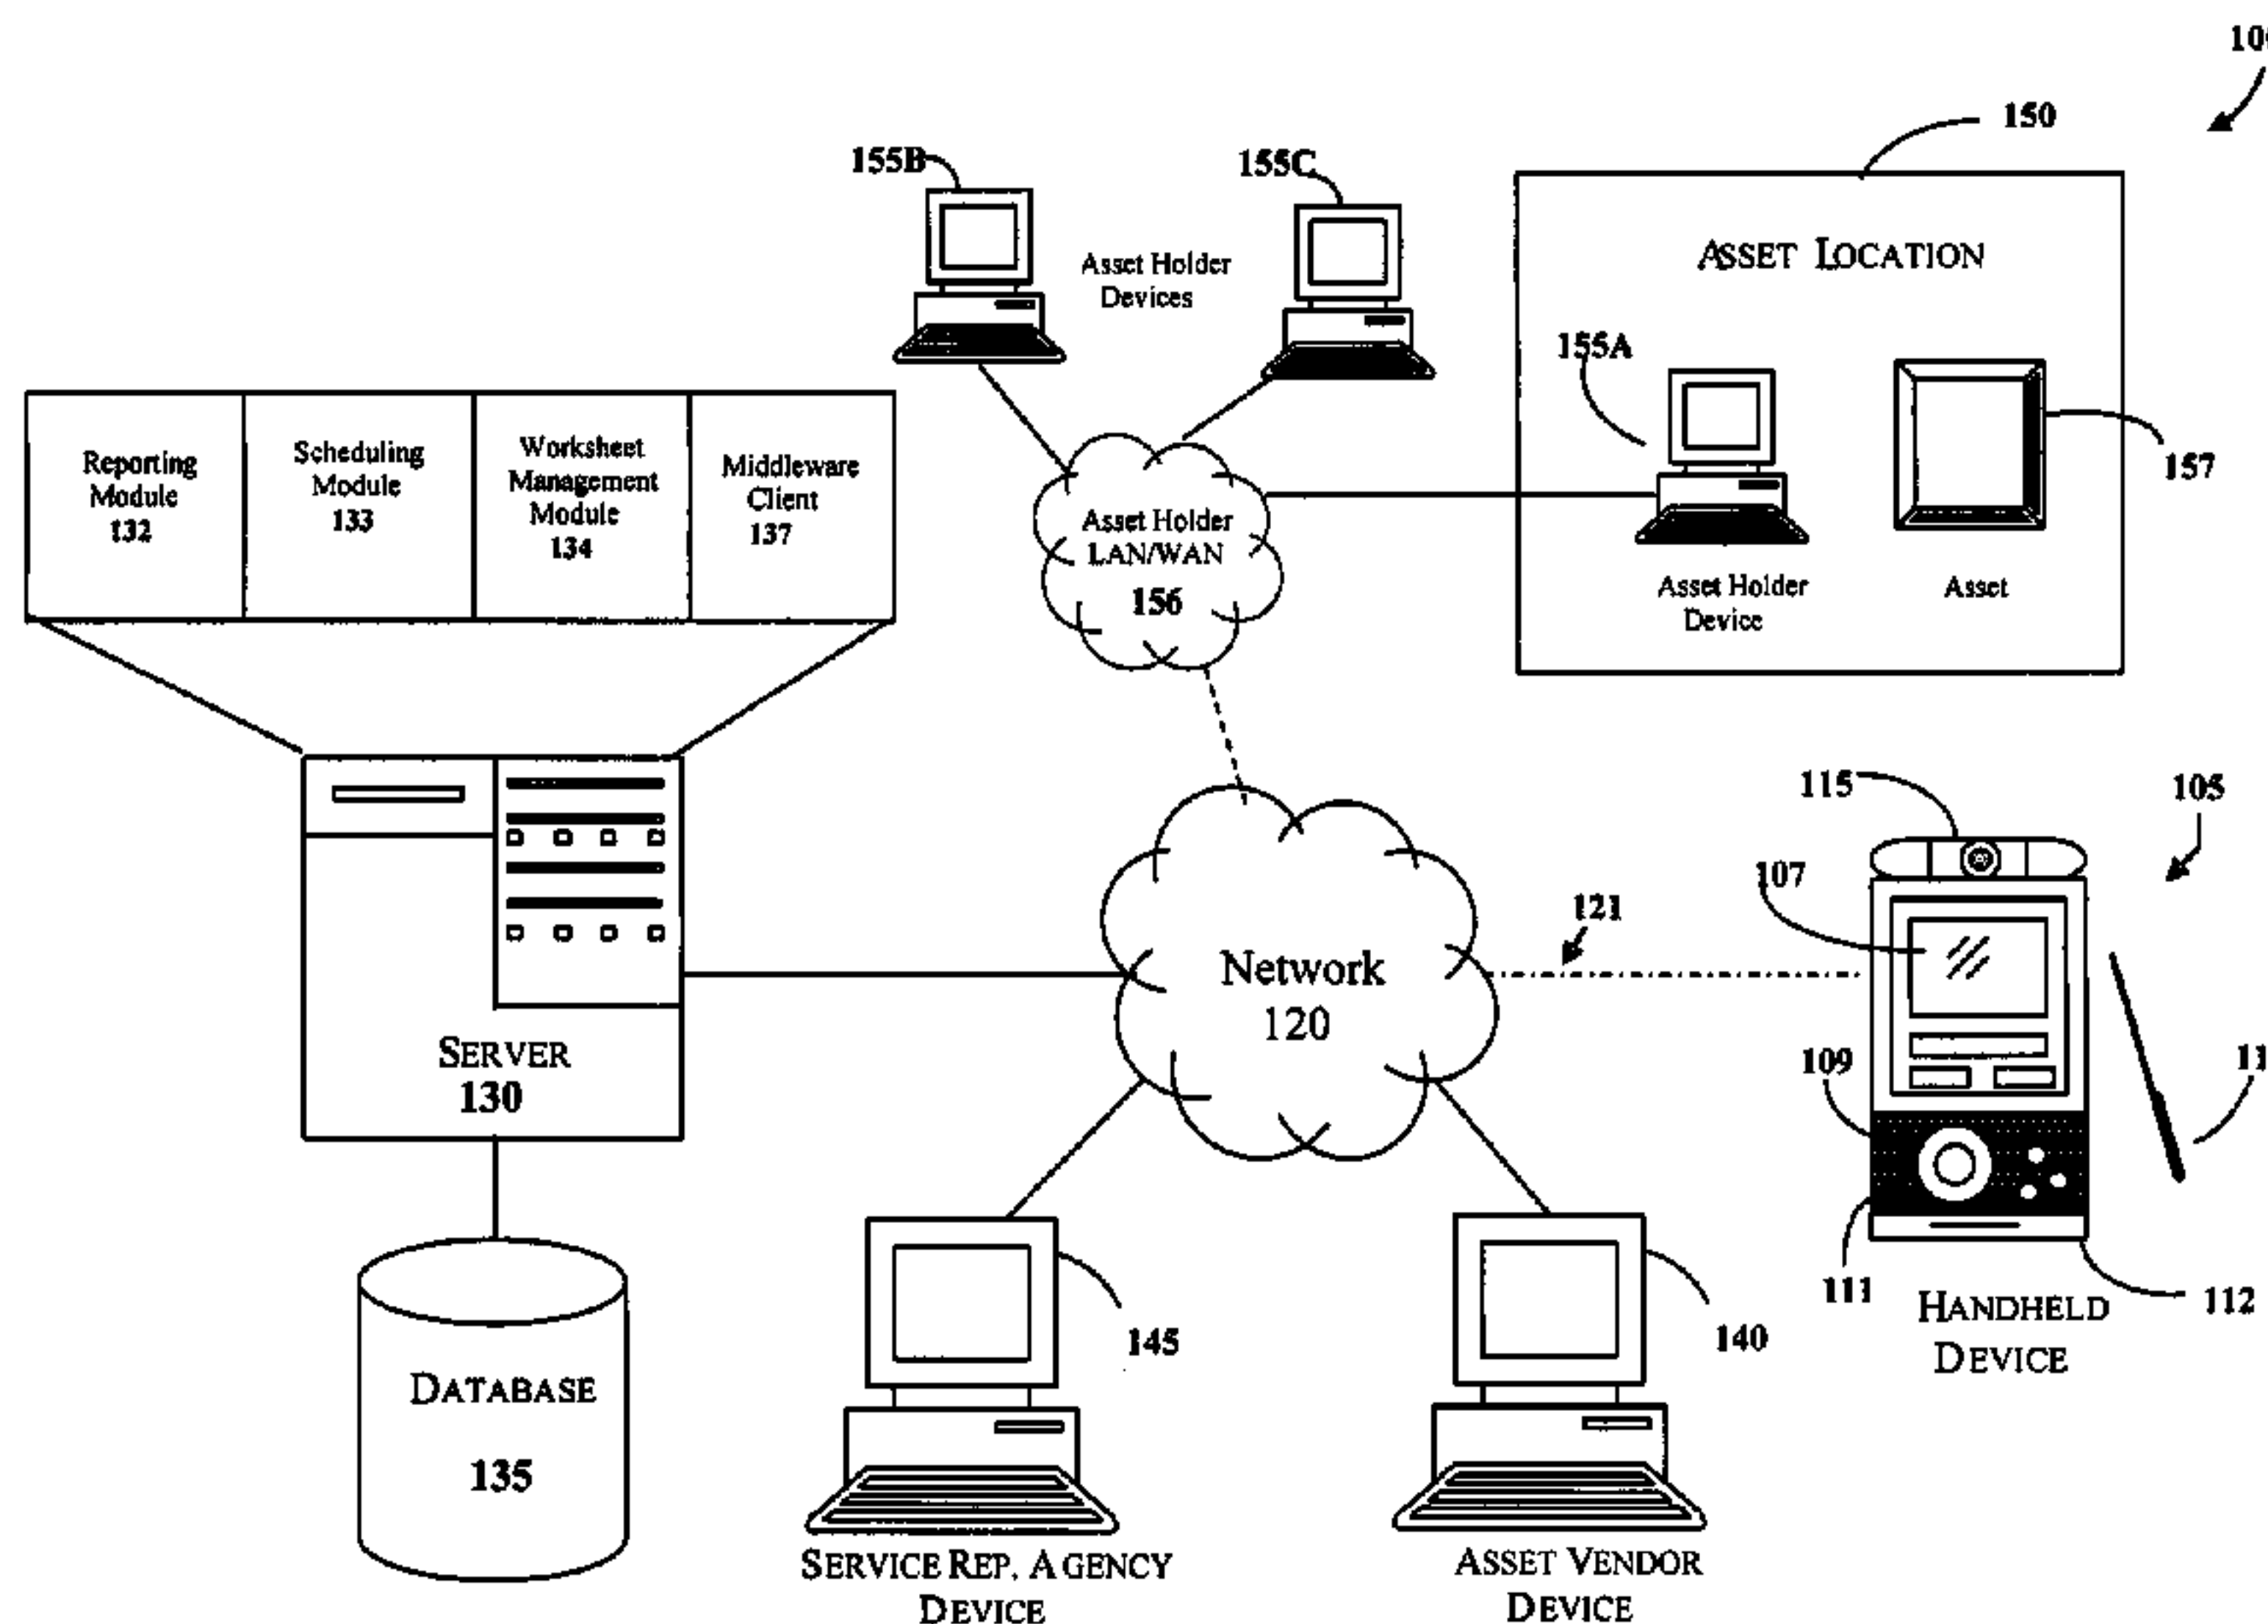 150
155B
155C
Asset Holder
Devices
ASSET LOCATION
155A
157
Asset Holder
Device
Asset
Reporting
Module
132
Scheduling
Module
133
Worksheet
Management
Module
134
Middleware
Client
137
Asset Holder
LAN/WAN
156
115
105
107
121
Network
120
109
111
112
HANDHELD
DEVICE
SERVER
130
DATABASE
135
145
140
SERVICE REP. AGENCY
DEVICE
ASSET VENDOR
DEVICE